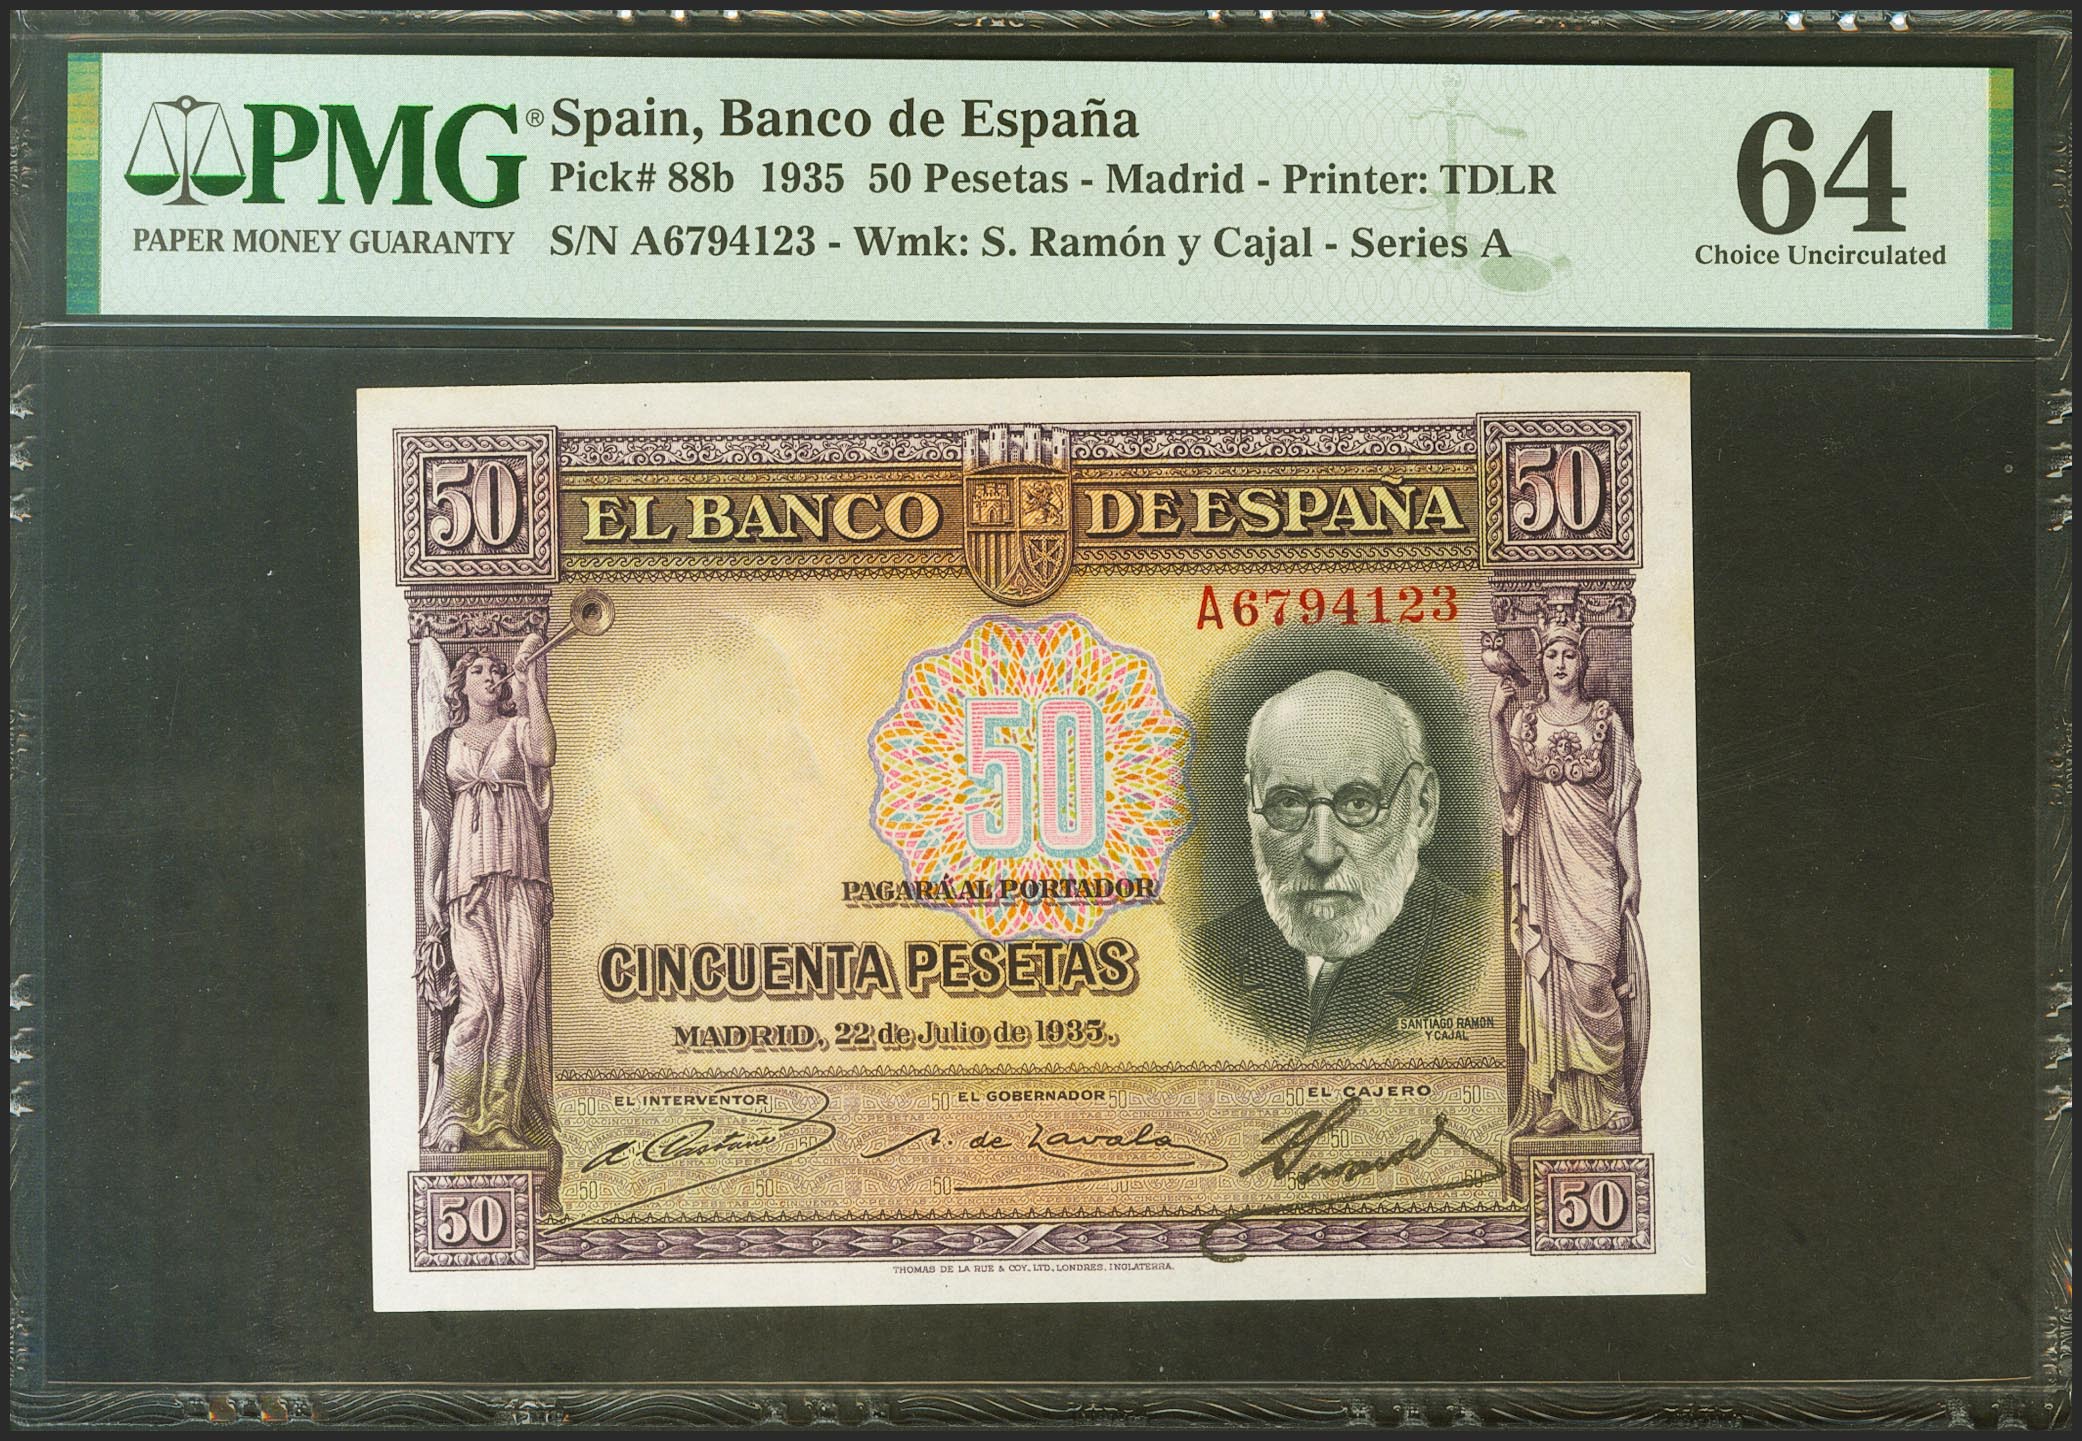 PMG® Spain, Banco de España
Pick# 88b 1935 50 Pesetas - Madrid - Printer: TDLR
PAPER MONEY GUARANTY S/N A6794123 - Wmk: S. Ramón y Cajal - Series A
64
Choice Uncirculated
50 EL BANCO DE ESPAÑA 50
A6794123
50
PAGARÁ AL PORTADOR
CINCUENTA PESETAS
MADRID, 22 de Julio de 1935.
SANTIAGO RAMON
Y CAJAL
EL INTERVENTOR EL GOBERNADOR EL CAJERO
A. de Zavala
50 50
THOMAS DE LA RUE & COY. LTD. LONDRES. INGLATERRA.